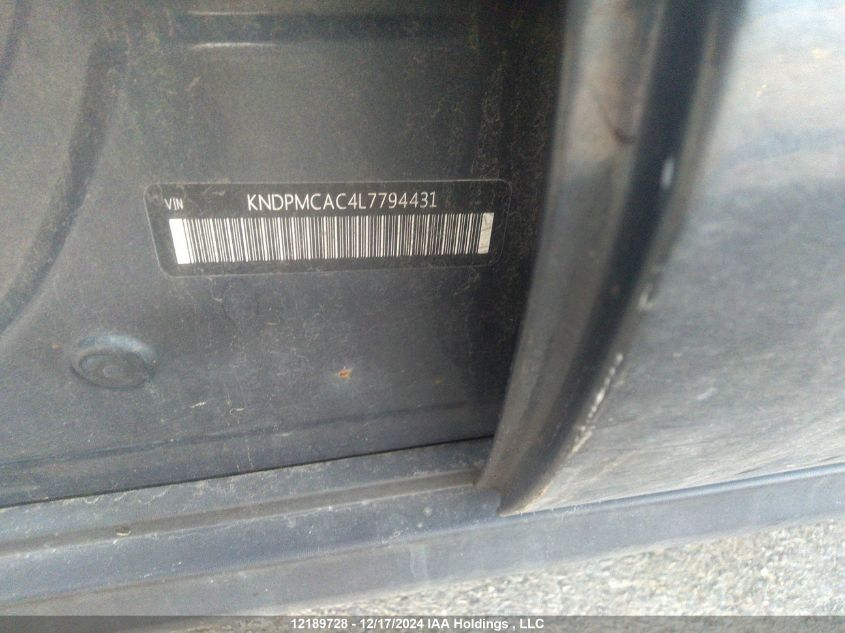 VIN KNDPMCAC4L7794431
12189728 - 12/17/2024 IAA Holdings , LLC